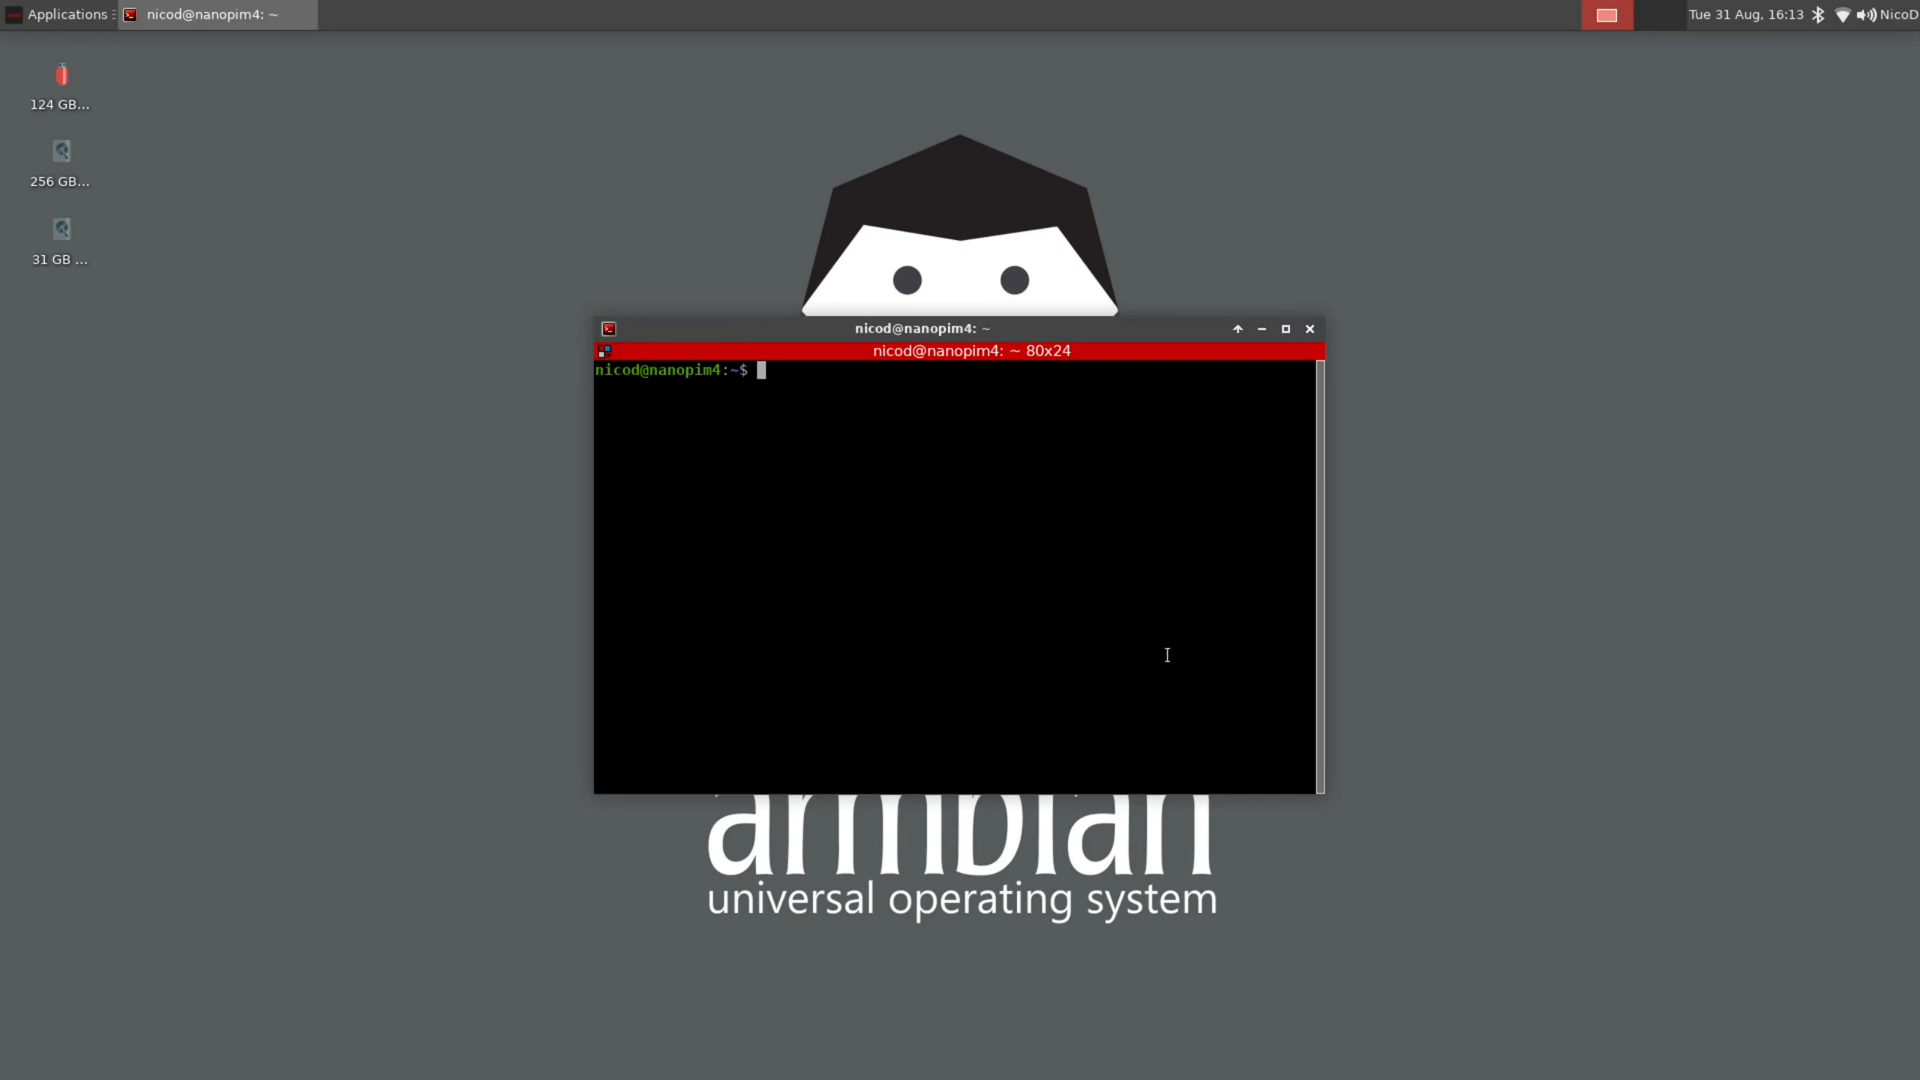 Applications
nicod@nanopim4: ~
Tue 31 Aug, 16:13
NicoD
124 GB...
256 GB...
31 GB ...
nicod@nanopim4: ~
nicod@nanopim4: ~ 80x24
nicod@nanopim4:~$
armbian
universal operating system